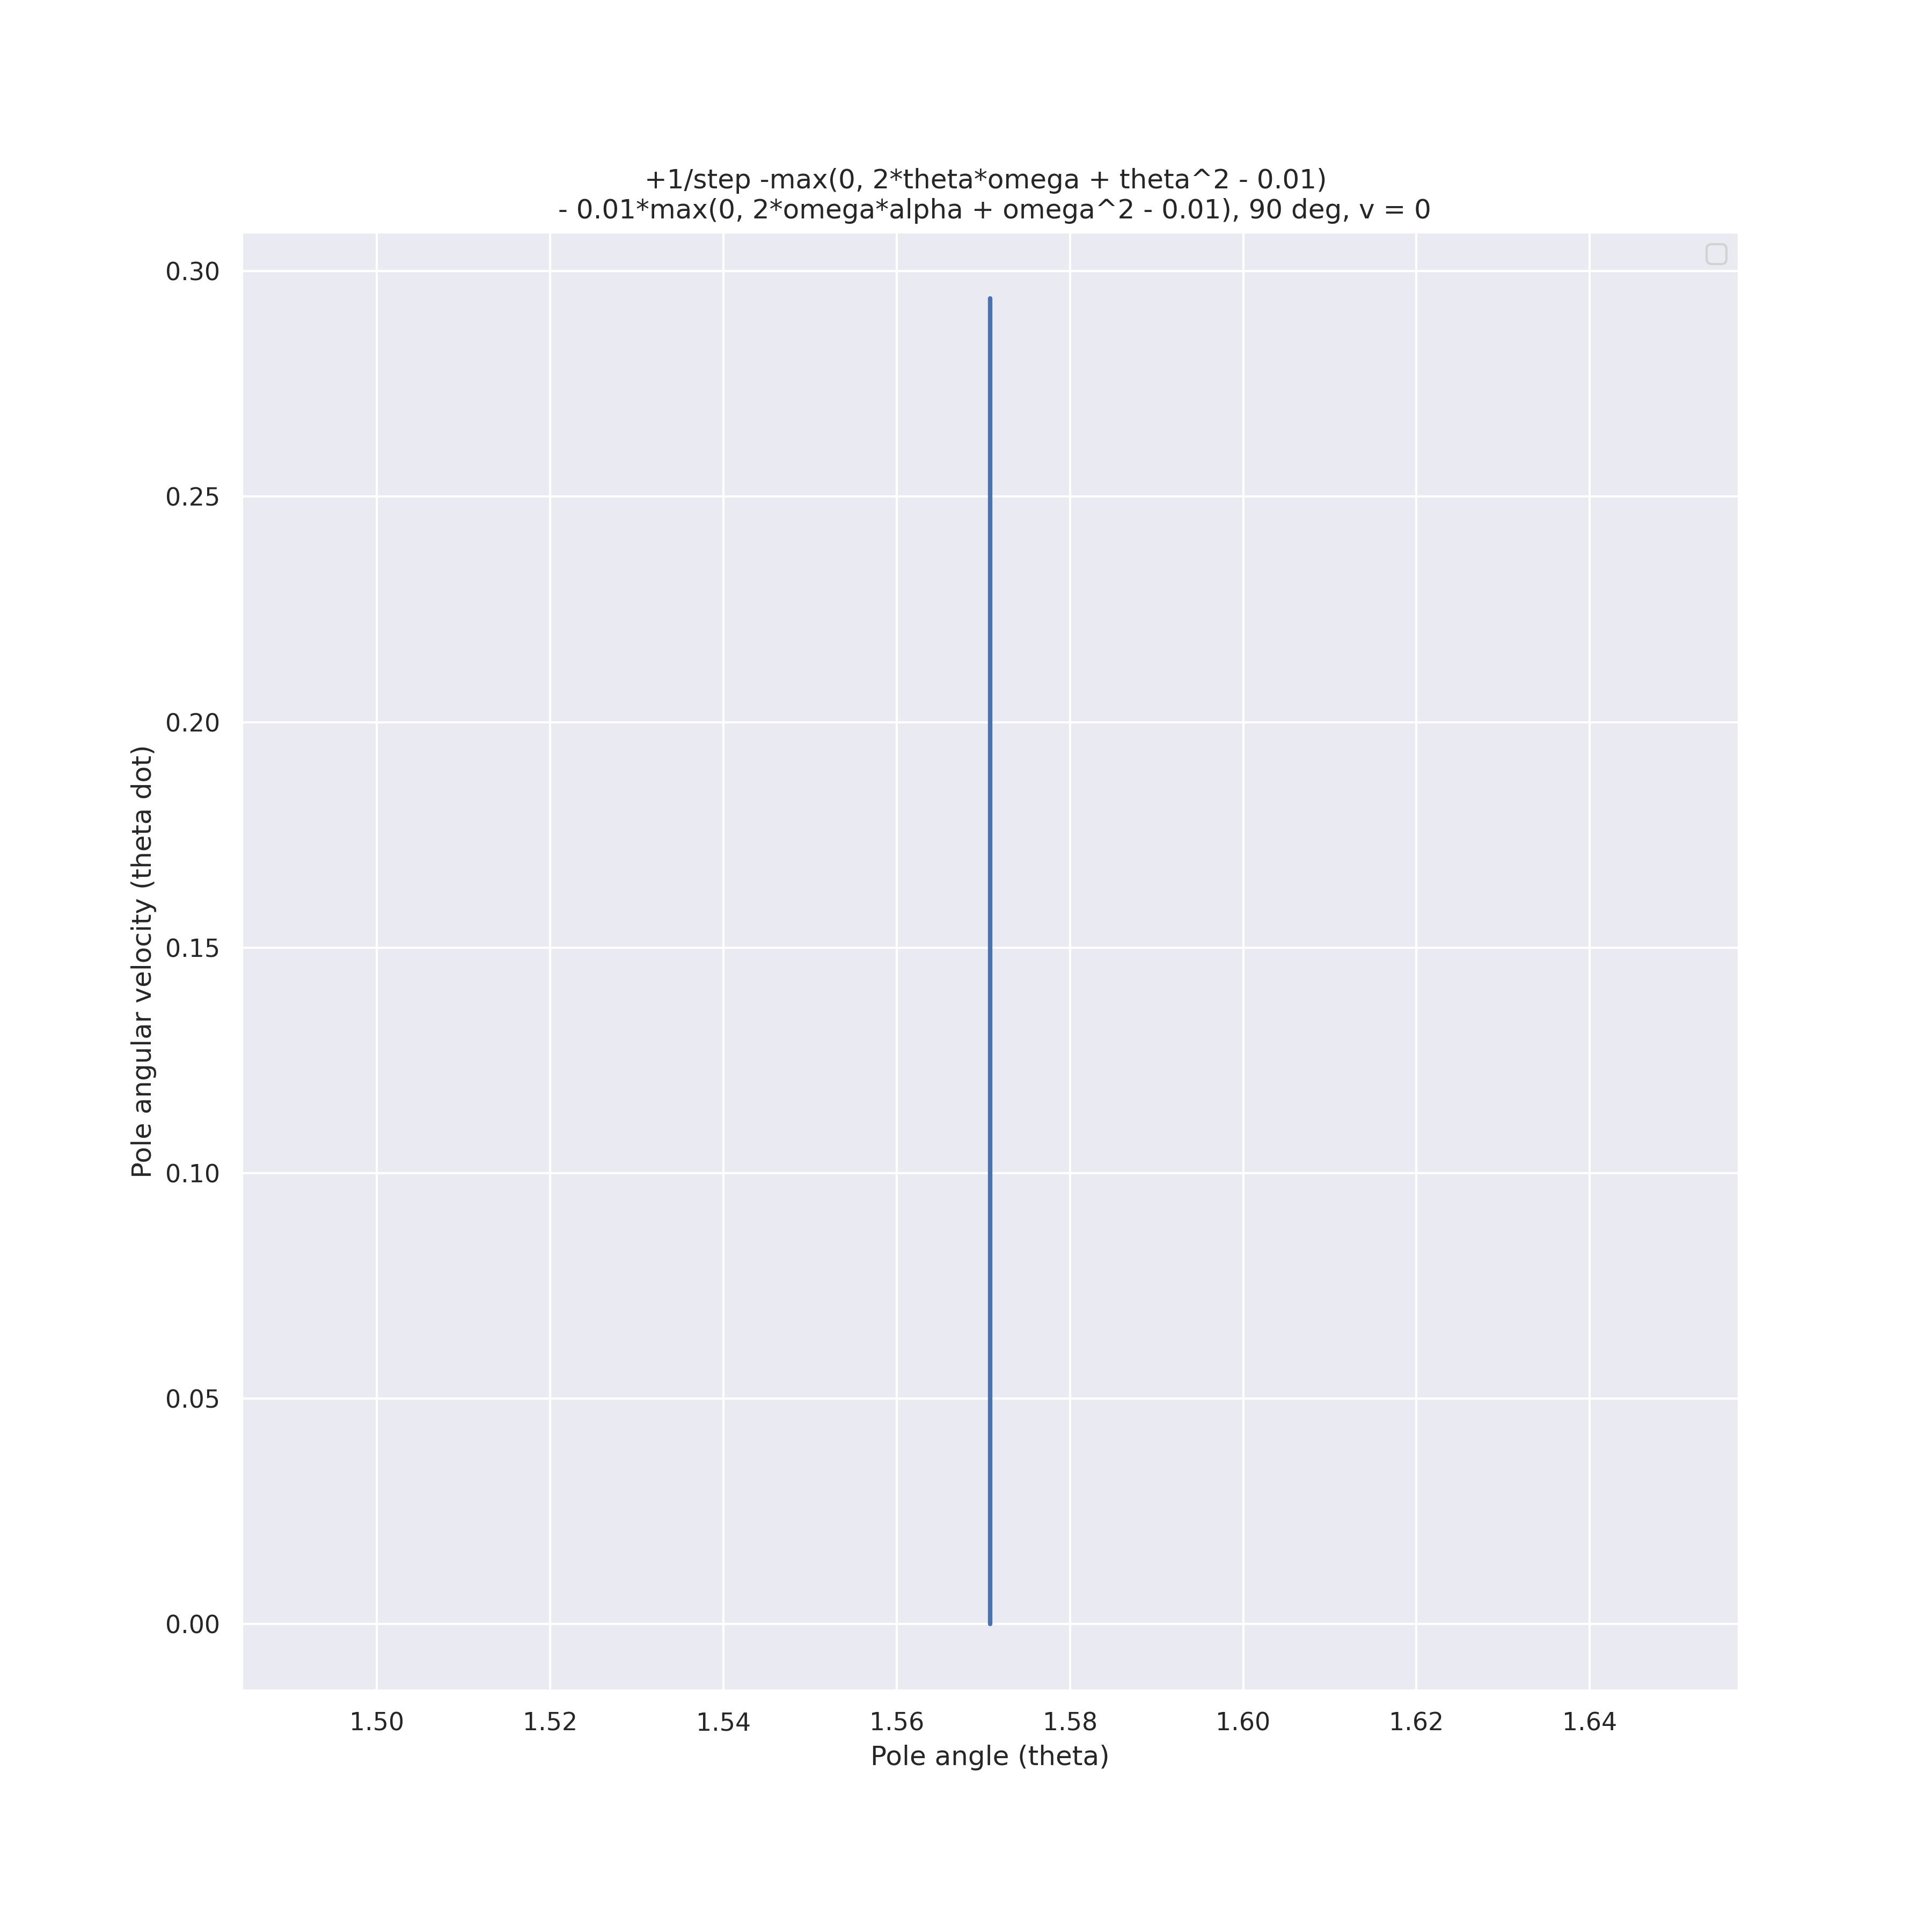 +1/step -max(0, 2*theta*omega + theta^2 - 0.01)
- 0.01*max(0, 2*omega*alpha + omega^2 - 0.01), 90 deg, v = 0
0.30
0.25
0.20
0.15
0.10
0.05
0.00
Pole angular velocity (theta dot)
1.50 1.52 1.54 1.56 1.58 1.60 1.62 1.64
Pole angle (theta)